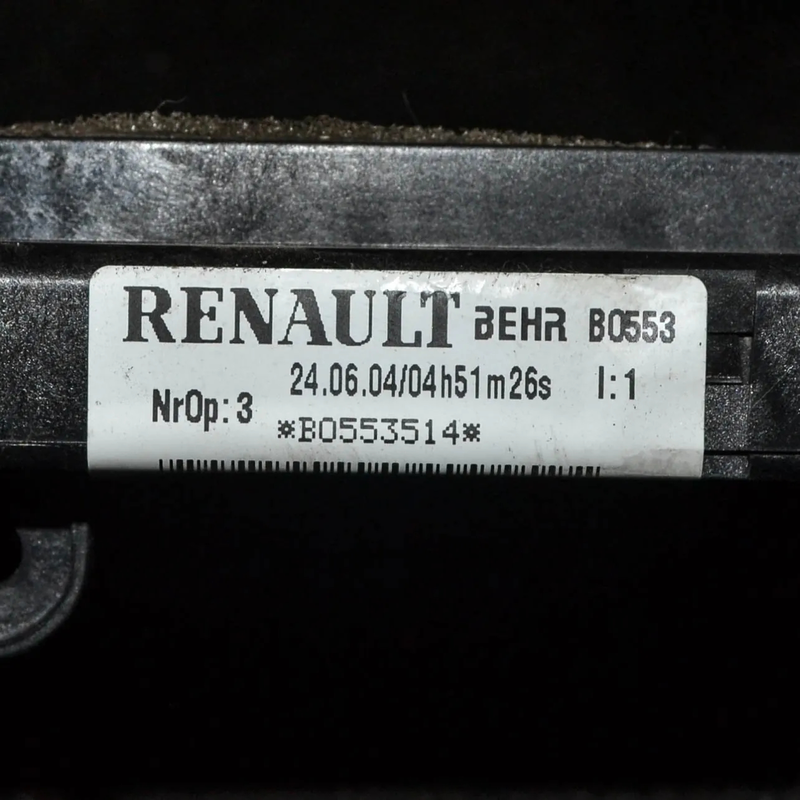 RENAULT BEHR B0553
24.06.04/04h51m26s I:1
NrOp:3
*B0553514*